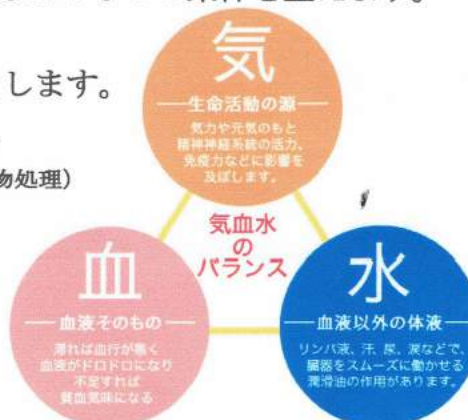 します。
物処理)
気
生命活動の源
気力や元気のもと
精神神経系統の活力、
免疫力などに影響を
及ぼします。
気血水
の
バランス
血
血液そのもの
滞れば血行が悪く
血液がドロドロになり
不足すれば
貧血気味になる
水
血液以外の体液
リンパ液、汗、尿、涙などで、
臓器をスムーズに働かせる
潤滑油の作用があります。